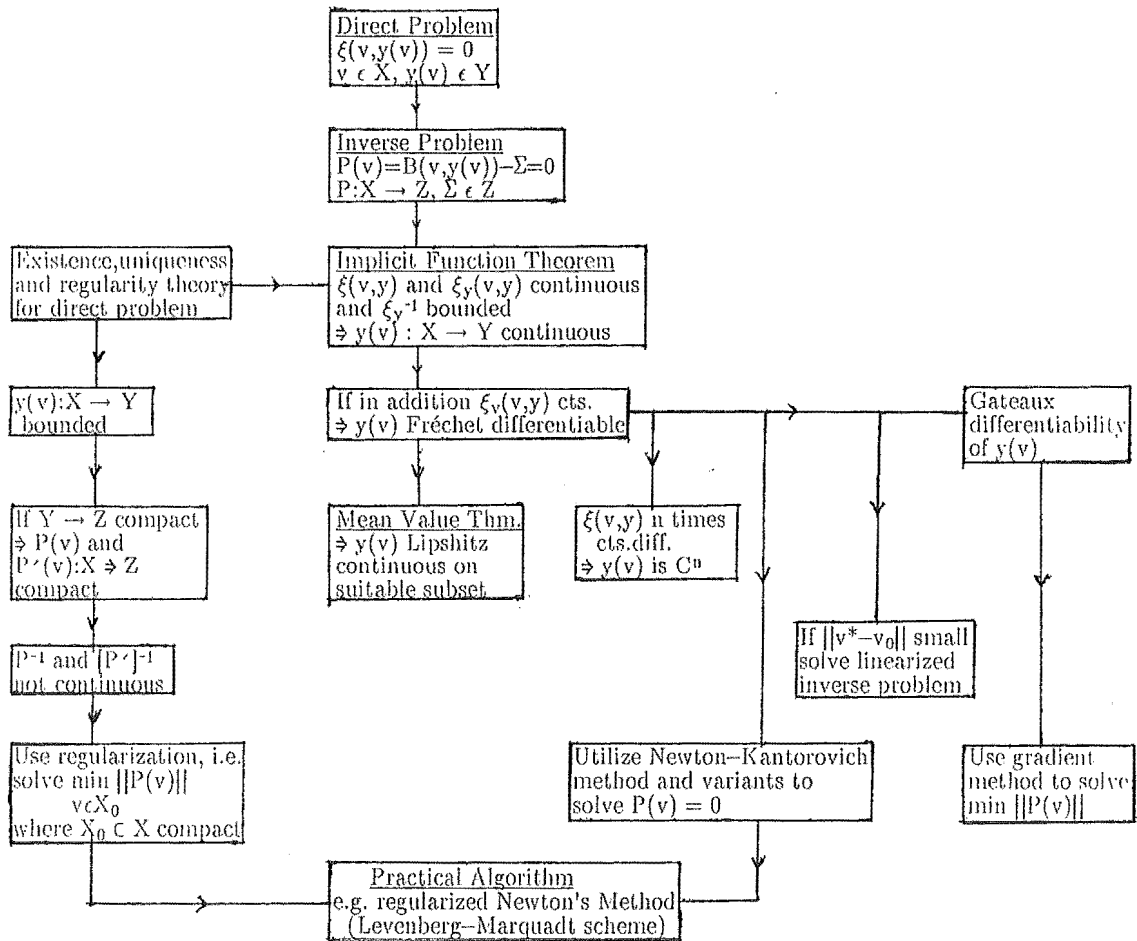 Direct Problem
ξ(v,y(v)) = 0
v ϵ X, y(v) ϵ Y
Inverse Problem
P(v)=B(v,y(v))−Σ=0
P:X → Z, Σ ϵ Z
Existence,uniqueness
and regularity theory
for direct problem
Implicit Function Theorem
ξ(v,y) and ξy(v,y) continuous
and ξy⁻¹ bounded
⇒ y(v) : X → Y continuous
y(v):X → Y
bounded
If in addition ξv(v,y) cts.
⇒ y(v) Fréchet differentiable
Gateaux
differentiability
of y(v)
If Y → Z compact
⇒ P(v) and
P′(v):X ⇒ Z
compact
Mean Value Thm.
⇒ y(v) Lipshitz
continuous on
suitable subset
ξ(v,y) n times
cts.diff.
⇒ y(v) is Cⁿ
If ||v*−v₀|| small
solve linearized
inverse problem
P⁻¹ and [P′]⁻¹
not continuous
Use regularization, i.e.
solve min ||P(v)||
vϵX₀
where X₀ ⊂ X compact
Utilize Newton−Kantorovich
method and variants to
solve P(v) = 0
Use gradient
method to solve
min ||P(v)||
Practical Algorithm
e.g. regularized Newton's Method
(Levenberg−Marquadt scheme)